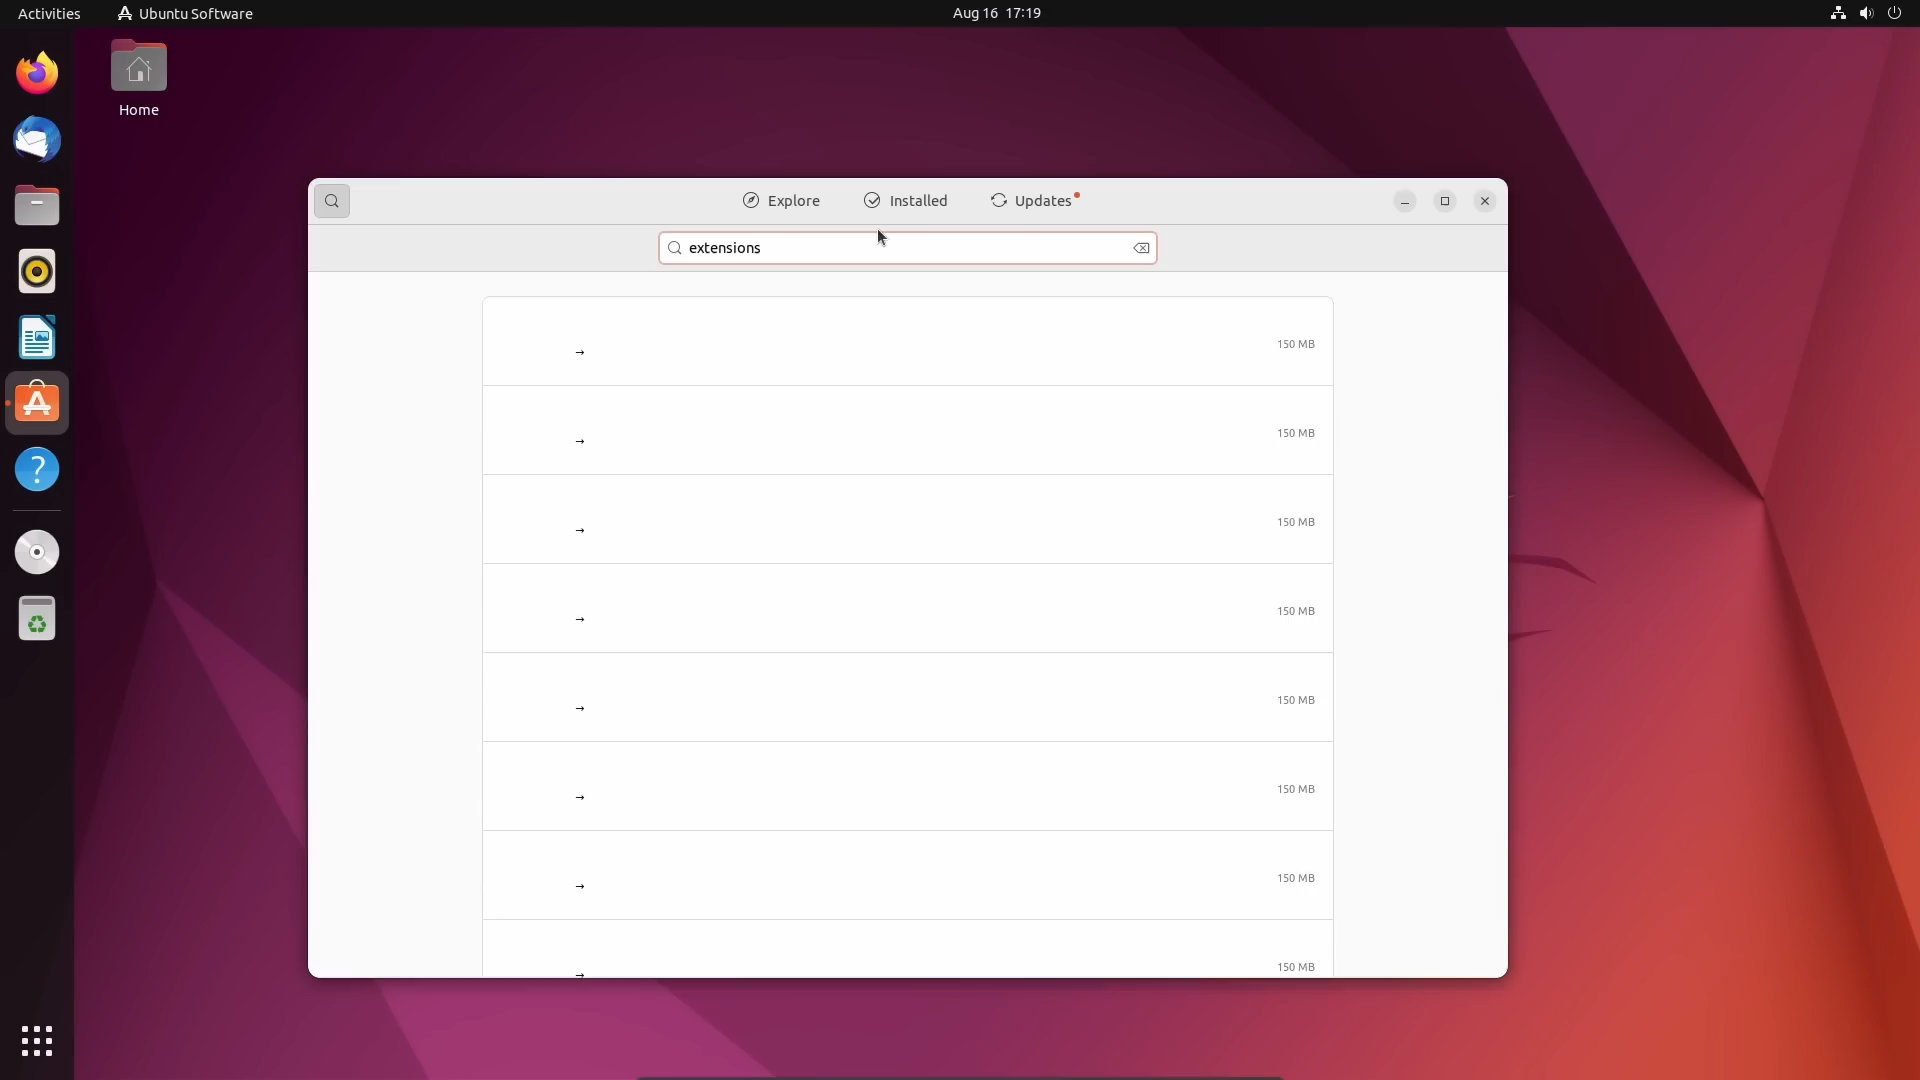 Activities
Ubuntu Software
Aug 16 17:19
Home
Explore
Installed
Updates
extensions
→ 150 MB
→ 150 MB
→ 150 MB
→ 150 MB
→ 150 MB
→ 150 MB
→ 150 MB
→ 150 MB